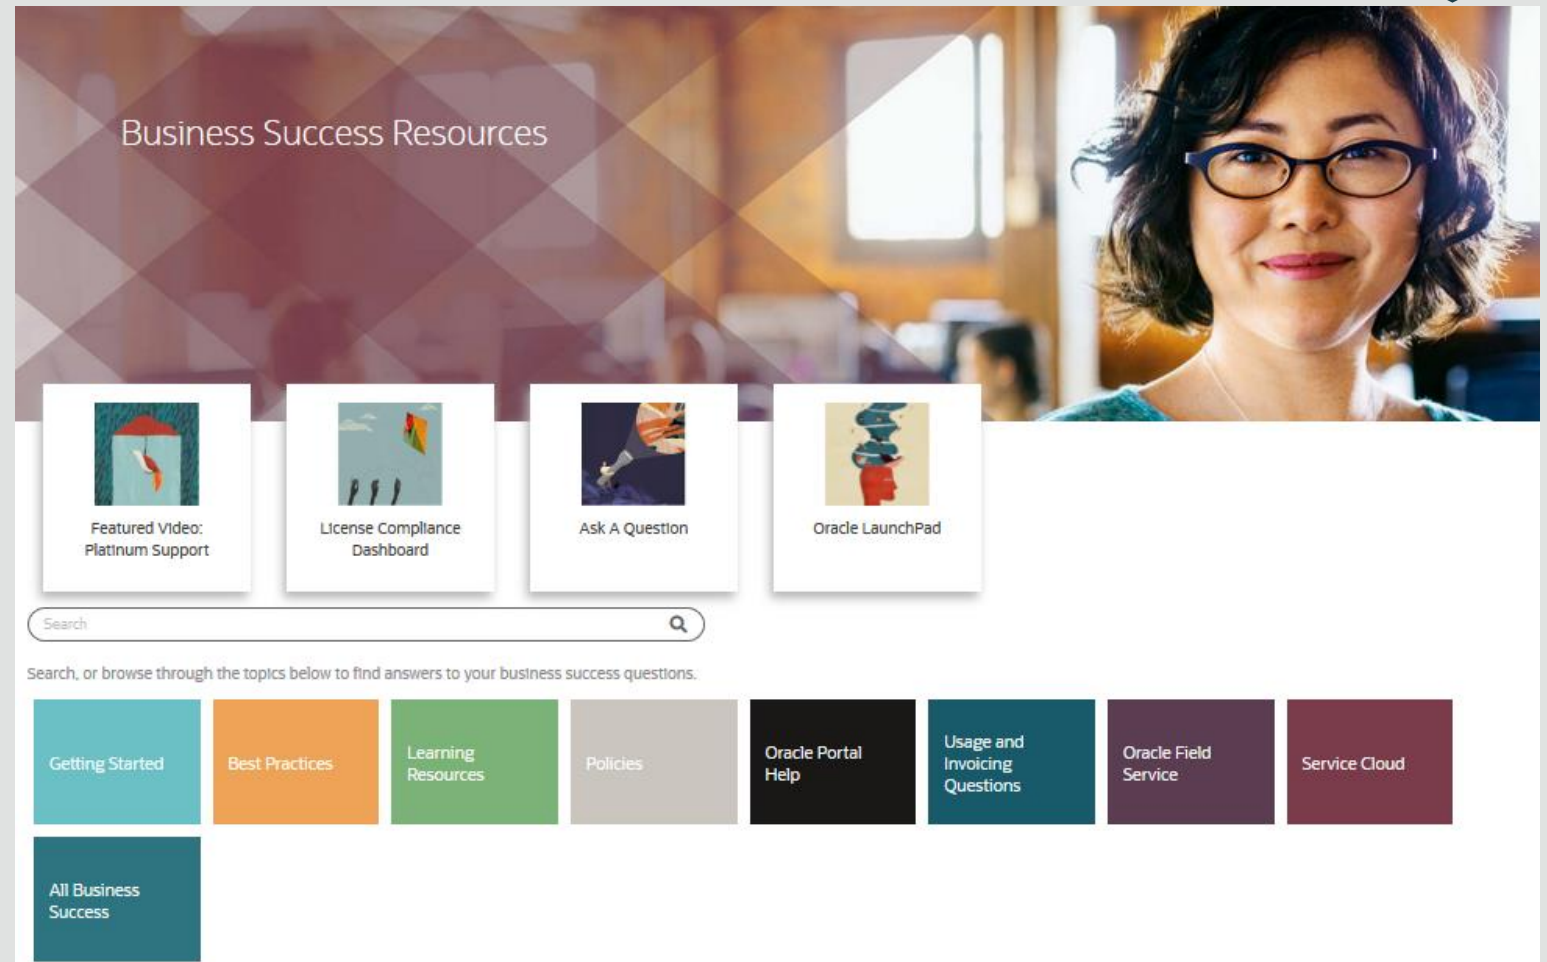 Business Success Resources
Featured Video:
Platinum Support
License Compliance
Dashboard
Ask A Question
Oracle LaunchPad
Search
Search, or browse through the topics below to find answers to your business success questions.
Getting Started
Best Practices
Learning
Resources
Policies
Oracle Portal
Help
Usage and
Invoicing
Questions
Oracle Field
Service
Service Cloud
All Business
Success